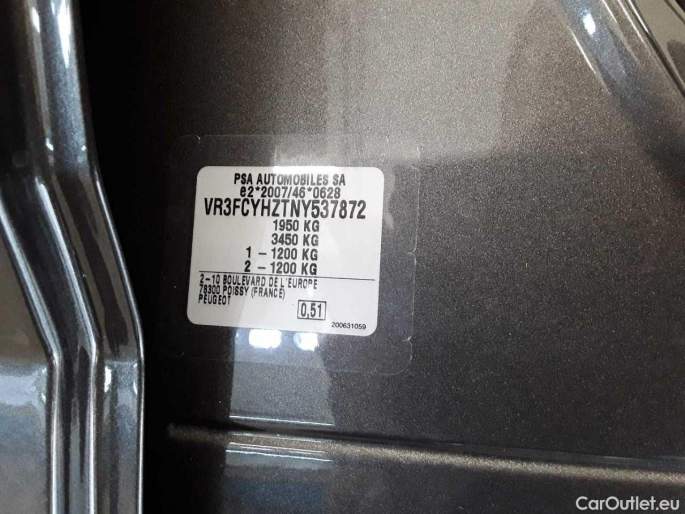 PSA AUTOMOBILES SA
e2*2007/46*0628
VR3FCYHZTNY537872
1950 KG
3450 KG
1 – 1200 KG
2 – 1200 KG
2–10 BOULEVARD DE L'EUROPE
78300 POISSY (FRANCE)
PEUGEOT
0,51
200631059
CarOutlet.eu